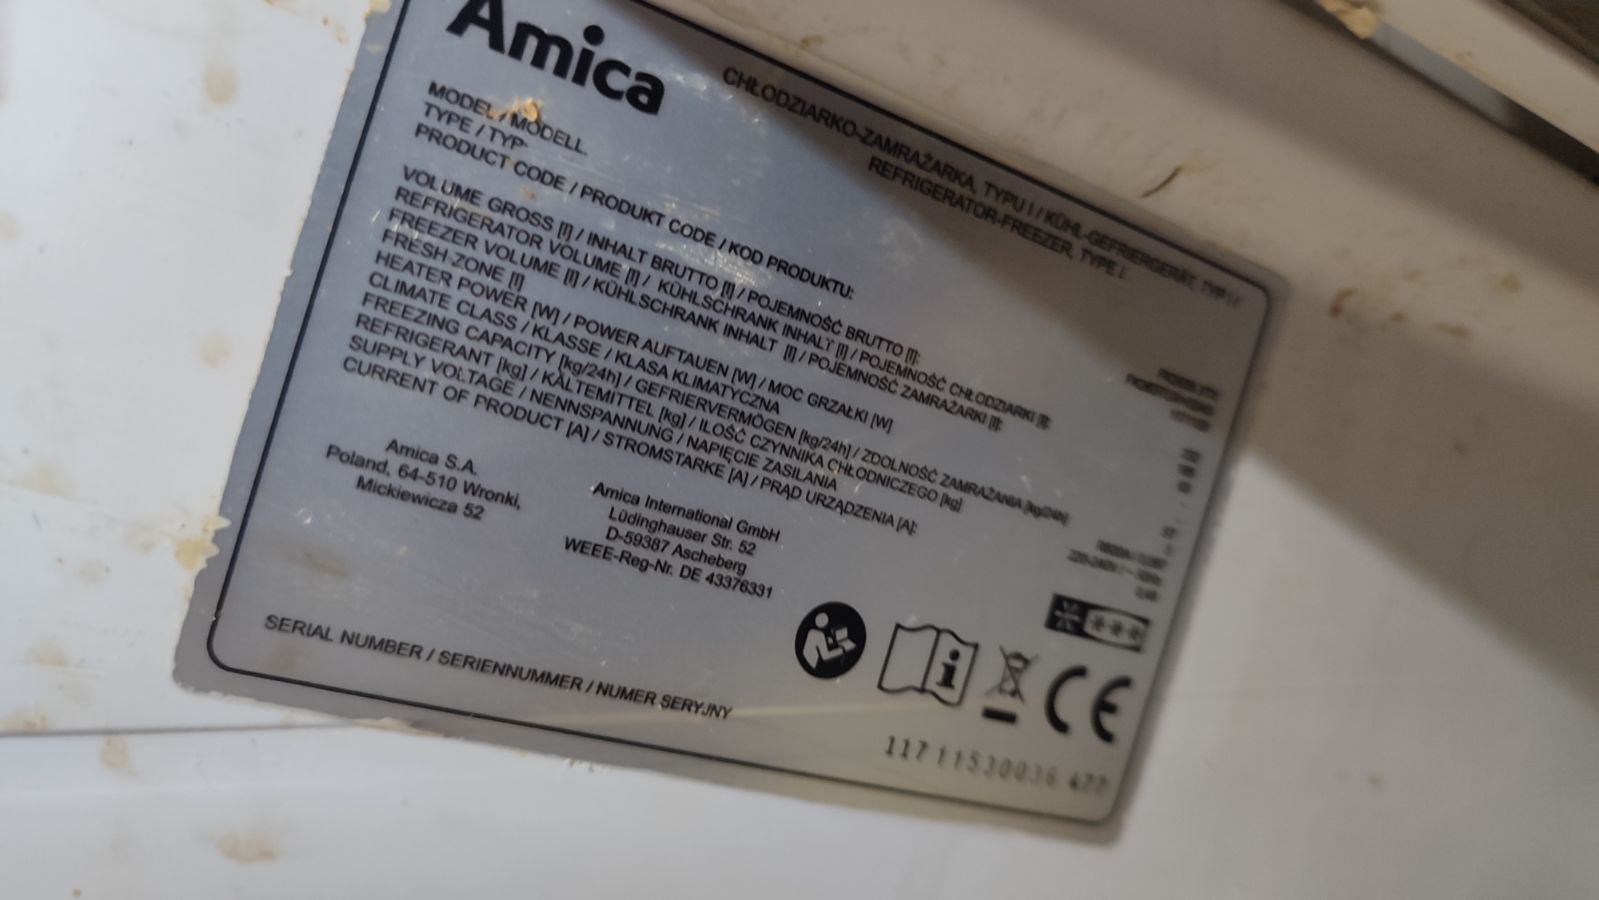 Amica
CHŁODZIARKO-ZAMRAŻARKA, TYPU I / KÜHL-GEFRIERGERÄT, TYP I /
REFRIGERATOR-FREEZER, TYPE I
MODEL / MODELL
TYPE / TYP
PRODUCT CODE / PRODUKT CODE / KOD PRODUKTU:
VOLUME GROSS [l] / INHALT BRUTTO [l] / POJEMNOŚĆ BRUTTO [l]:
REFRIGERATOR VOLUME [l] / KÜHLSCHRANK INHALT [l] / POJEMNOŚĆ CHŁODZIARKI [l]:
FREEZER VOLUME [l] / KÜHLSCHRANK INHALT [l] / POJEMNOŚĆ ZAMRAŻARKI [l]:
FRESH ZONE [l]
HEATER POWER [W] / POWER AUFTAUEN [W] / MOC GRZAŁKI [W]
CLIMATE CLASS / KLASSE / KLASA KLIMATYCZNA
FREEZING CAPACITY [kg/24h] / GEFRIERVERMÖGEN [kg/24h] / ZDOLNOŚĆ ZAMRAŻANIA [kg/24h]
REFRIGERANT [kg] / KÄLTEMITTEL [kg] / ILOŚĆ CZYNNIKA CHŁODNICZEGO [kg]
SUPPLY VOLTAGE / NENNSPANNUNG / NAPIĘCIE ZASILANIA
CURRENT OF PRODUCT [A] / STROMSTARKE [A] / PRĄD URZĄDZENIA [A]:
Amica S.A.
Poland, 64-510 Wronki,
Mickiewicza 52
Amica International GmbH
Lüdinghauser Str. 52
D-59387 Ascheberg
WEEE-Reg-Nr. DE 43376331
CE
SERIAL NUMBER / SERIENNUMMER / NUMER SERYJNY
117 11530036 477